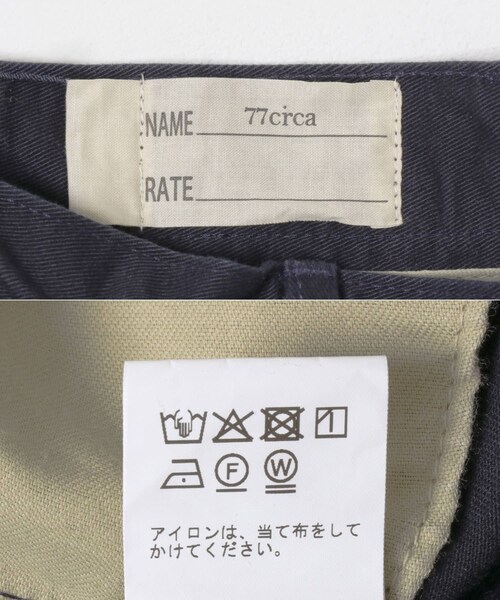 NAME 77circa
RATE
F W
アイロンは、当て布をして
かけてください。